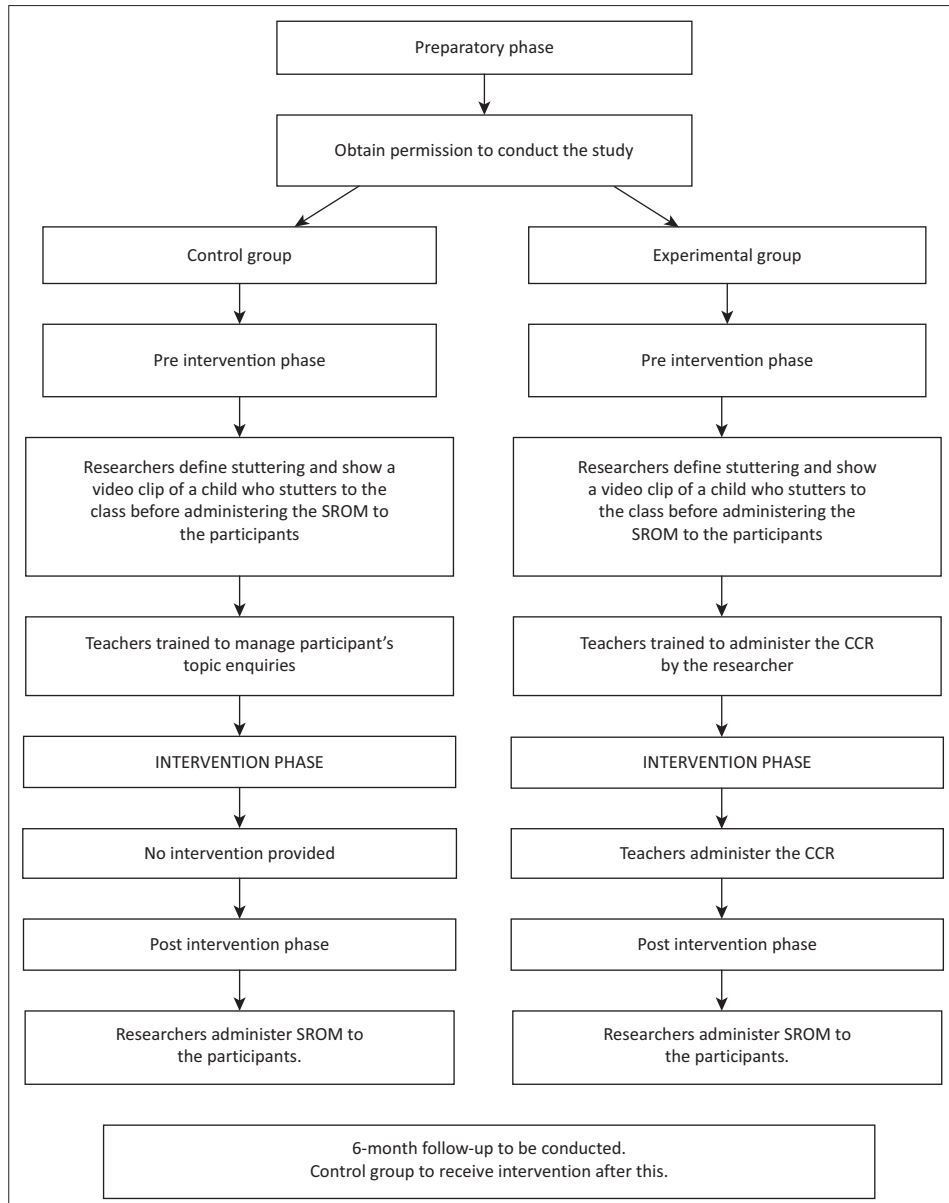 Preparatory phase
Obtain permission to conduct the study
Control group
Experimental group
Pre intervention phase
Pre intervention phase
Researchers define stuttering and show a
video clip of a child who stutters to the
class before administering the SROM to
the participants
Researchers define stuttering and show
a video clip of a child who stutters to
the class before administering the
SROM to the participants
Teachers trained to manage participant's
topic enquiries
Teachers trained to administer the CCR
by the researcher
INTERVENTION PHASE
INTERVENTION PHASE
No intervention provided
Teachers administer the CCR
Post intervention phase
Post intervention phase
Researchers administer SROM to
the participants.
Researchers administer SROM to
the participants.
6-month follow-up to be conducted.
Control group to receive intervention after this.